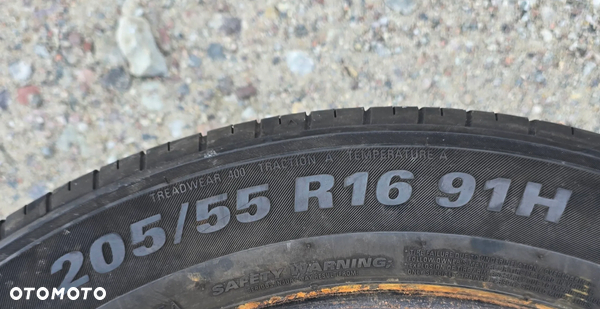 TREADWEAR 400 TRACTION A TEMPERATURE A
205/55 R16 91H
SAFETY WARNING:
OTOMOTO